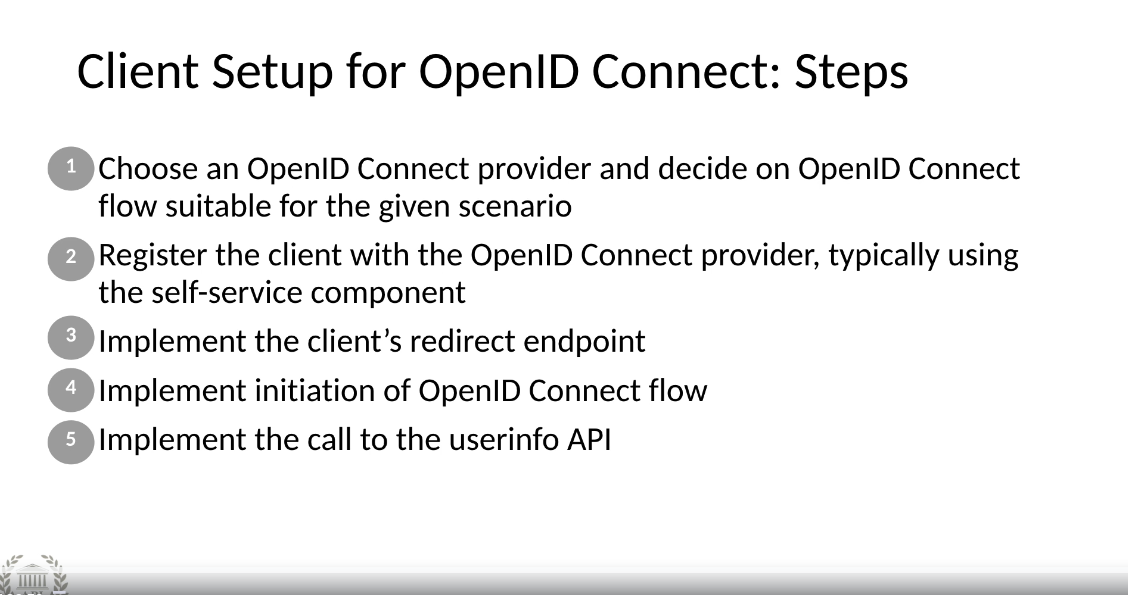 Client Setup for OpenID Connect: Steps
1 Choose an OpenID Connect provider and decide on OpenID Connect
flow suitable for the given scenario
2 Register the client with the OpenID Connect provider, typically using
the self-service component
3 Implement the client’s redirect endpoint
4 Implement initiation of OpenID Connect flow
5 Implement the call to the userinfo API